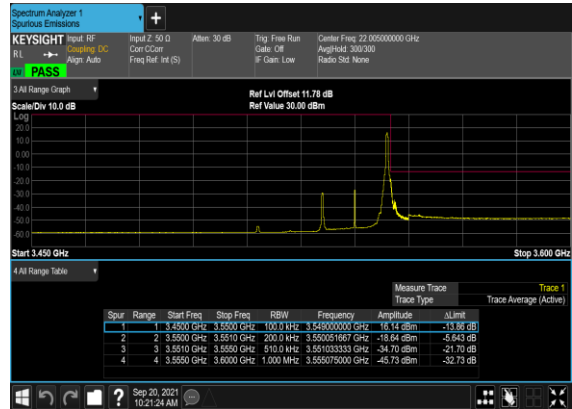 Spectrum Analyzer 1
Spurious Emissions
KEYSIGHT Input: RF Input Z: 50 Ω Atten: 30 dB Trig: Free Run Center Freq: 22.005000000 GHz
RL Coupling: DC Corr CCorr Gate: Off Avg|Hold: 300/300
Align: Auto Freq Ref: Int (S) IF Gain: Low Radio Std: None
LW PASS
3 All Range Graph
Ref Lvl Offset 11.78 dB
Scale/Div 10.0 dB Ref Value 30.00 dBm
Log
20.0
10.0
0.00
-10.0
-20.0
-30.0
-40.0
-50.0
-60.0
Start 3.450 GHz Stop 3.600 GHz
4 All Range Table
Measure Trace Trace 1
Trace Type Trace Average (Active)
Spur Range Start Freq Stop Freq RBW Frequency Amplitude ΔLimit
1 1 3.4500 GHz 3.5500 GHz 100.0 kHz 3.549000000 GHz 16.14 dBm -13.86 dB
2 2 3.5500 GHz 3.5510 GHz 200.0 kHz 3.550051667 GHz -18.64 dBm -5.643 dB
3 3 3.5510 GHz 3.5550 GHz 510.0 kHz 3.551033333 GHz -34.70 dBm -21.70 dB
4 4 3.5550 GHz 3.6000 GHz 1.000 MHz 3.555075000 GHz -45.73 dBm -32.73 dB
Sep 20, 2021
10:21:24 AM